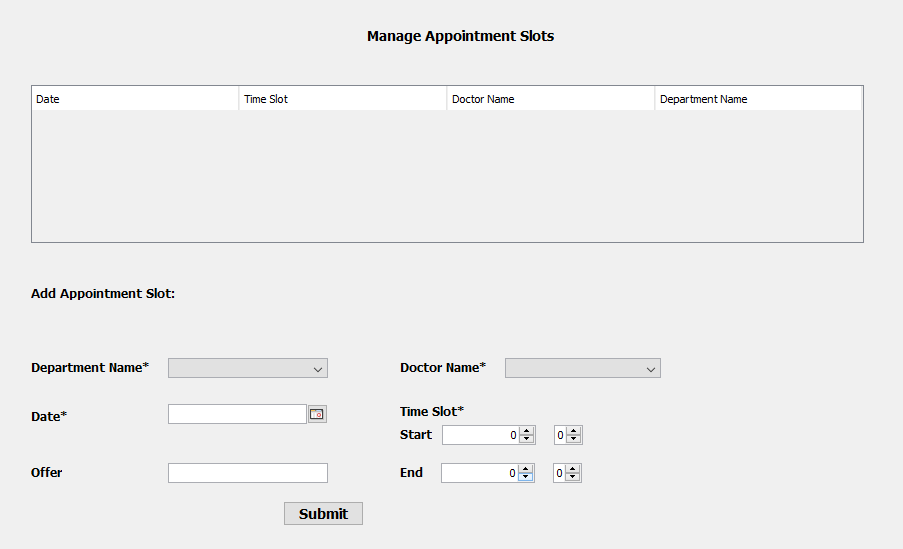 Manage Appointment Slots
Date Time Slot Doctor Name Department Name
Add Appointment Slot:
Department Name* Doctor Name*
Date* Time Slot*
Start 0 0
Offer End 0 0
Submit